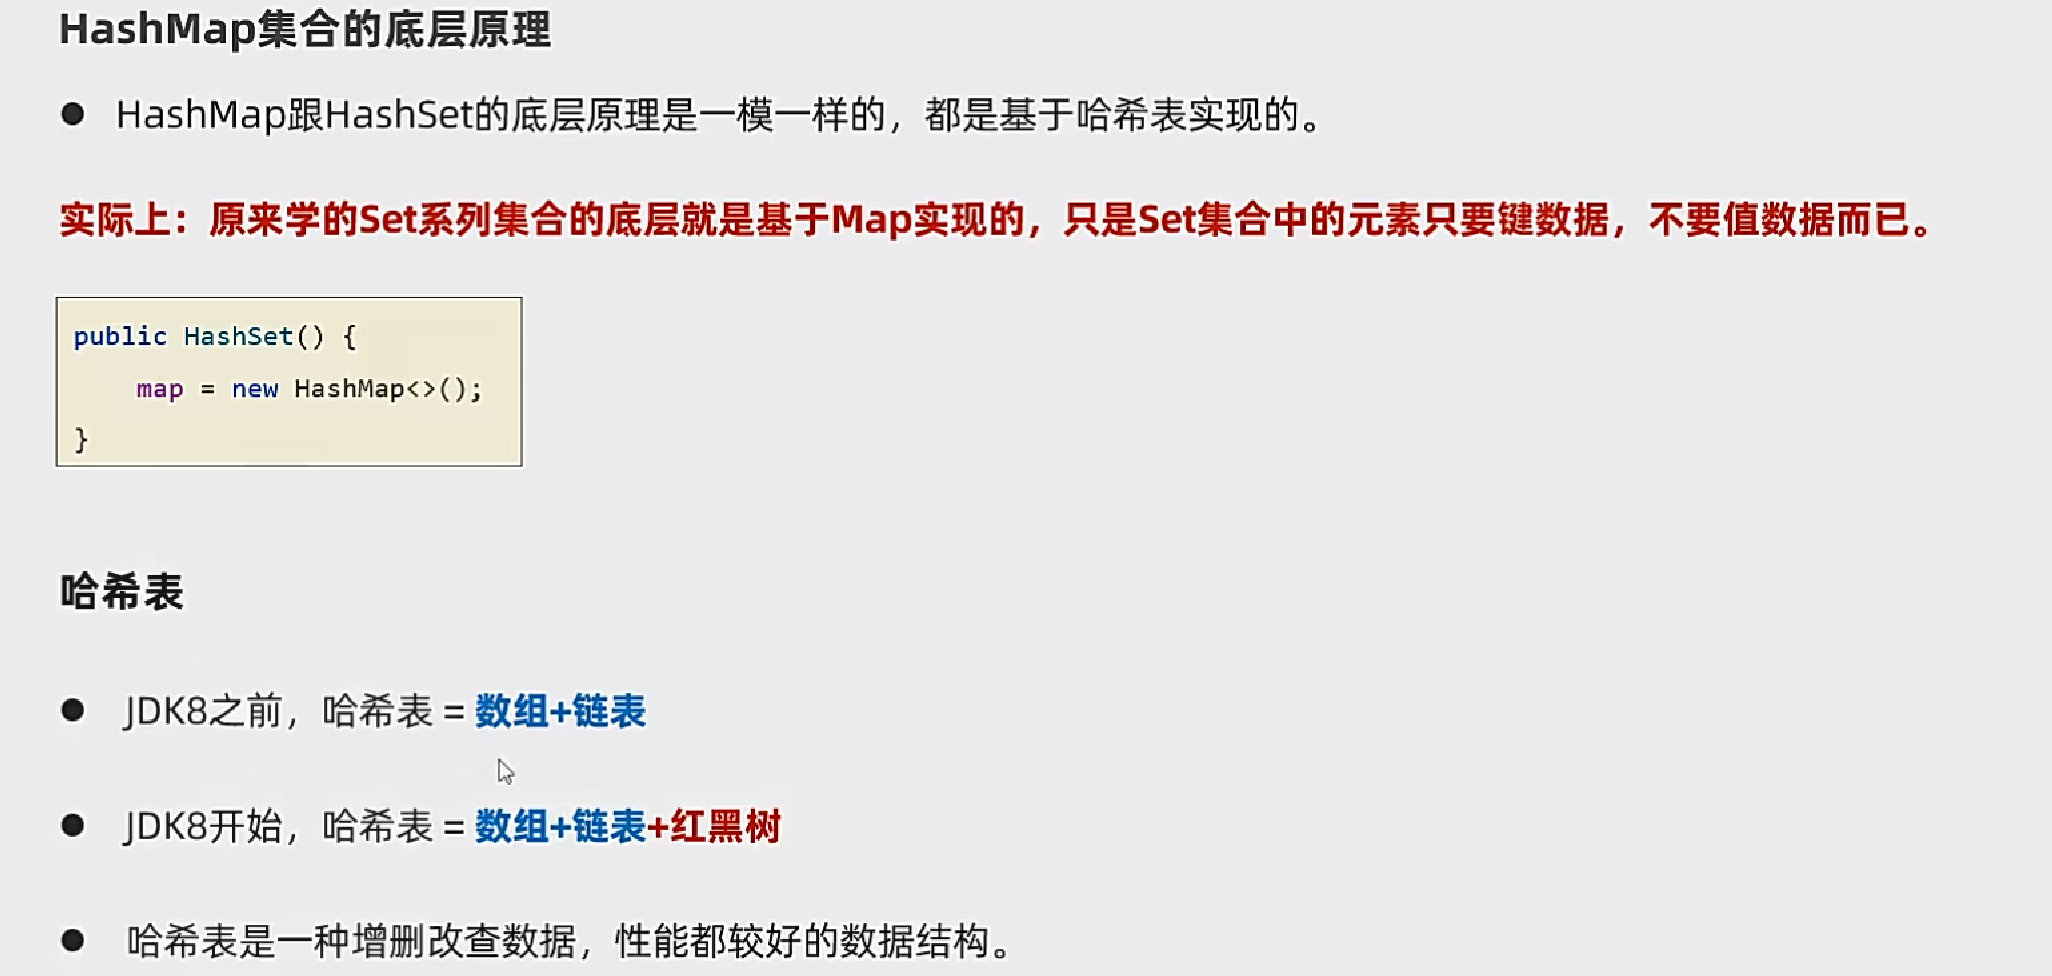 HashMap集合的底层原理
● HashMap跟HashSet的底层原理是一模一样的，都是基于哈希表实现的。
实际上：原来学的Set系列集合的底层就是基于Map实现的，只是Set集合中的元素只要键数据，不要值数据而已。
public HashSet() {
    map = new HashMap<>();
}
哈希表
● JDK8之前，哈希表 = 数组+链表
● JDK8开始，哈希表 = 数组+链表+红黑树
● 哈希表是一种增删改查数据，性能都较好的数据结构。